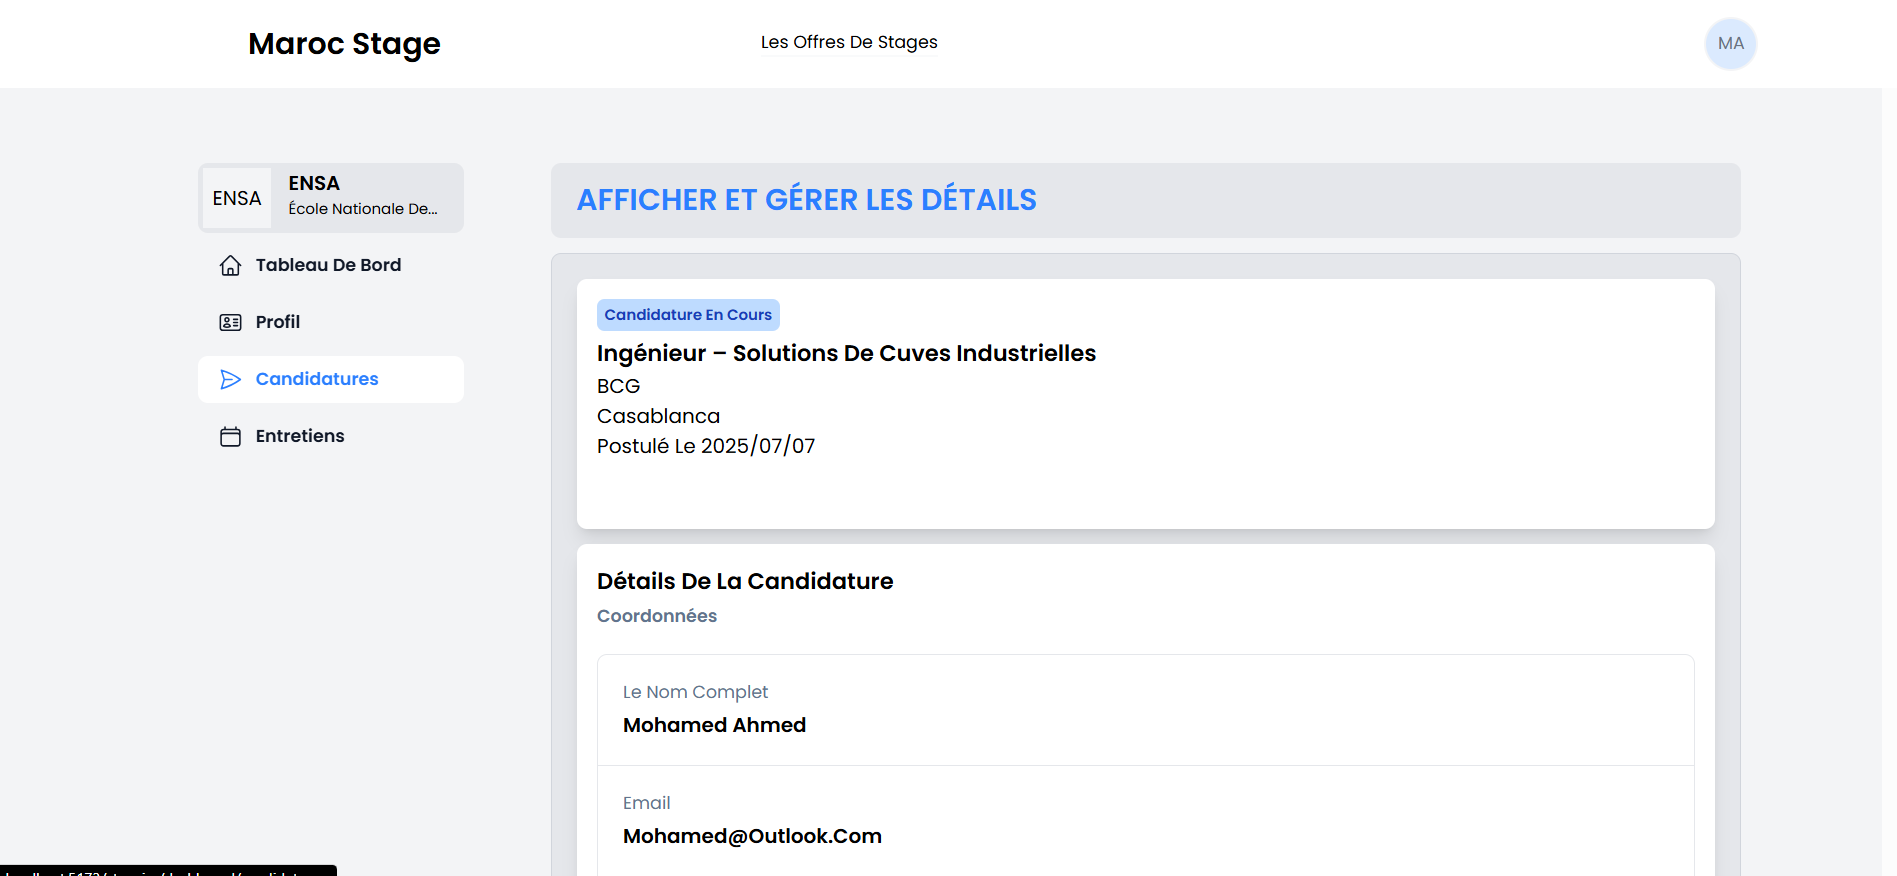 Maroc Stage
Les Offres De Stages
MA
ENSA
ENSA
École Nationale De...
Tableau De Bord
Profil
Candidatures
Entretiens
AFFICHER ET GÉRER LES DÉTAILS
Candidature En Cours
Ingénieur – Solutions De Cuves Industrielles
BCG
Casablanca
Postulé Le 2025/07/07
Détails De La Candidature
Coordonnées
Le Nom Complet
Mohamed Ahmed
Email
Mohamed@Outlook.Com